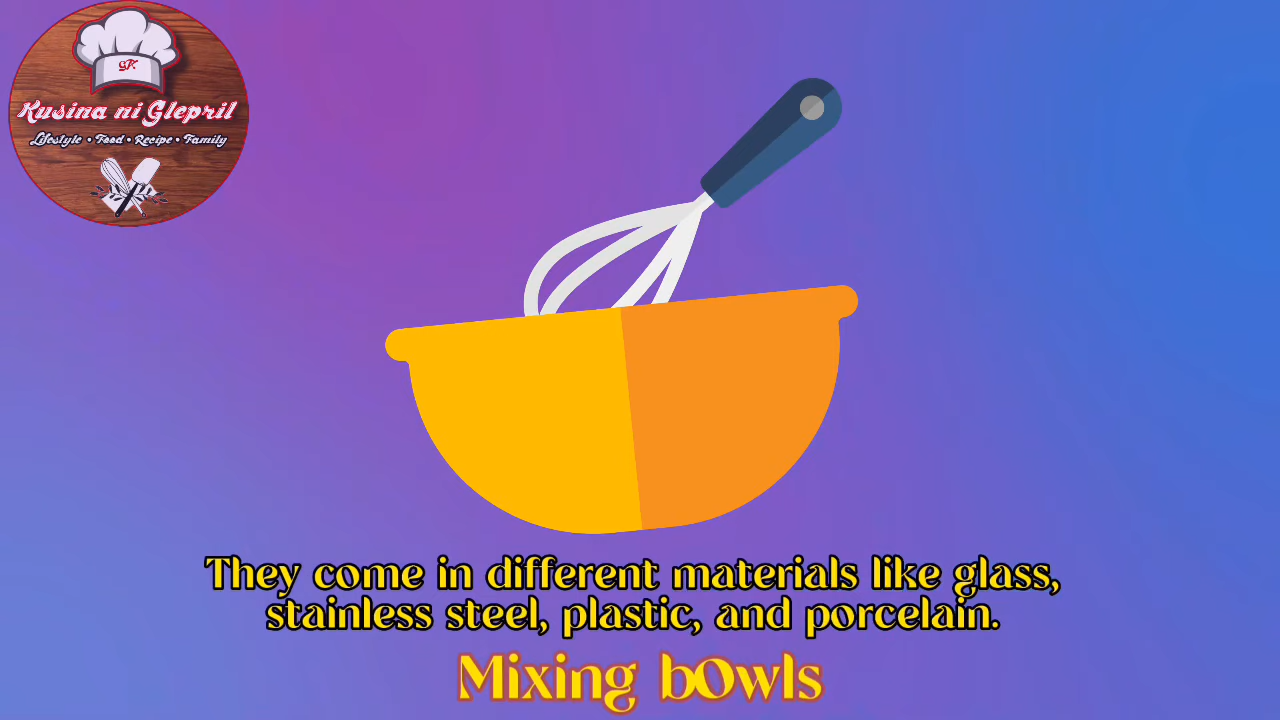 GK
Kusina ni Glepril
Lifestyle • Food • Recipe • Family
They come in different materials like glass,
stainless steel, plastic, and porcelain.
Mixing bOwls